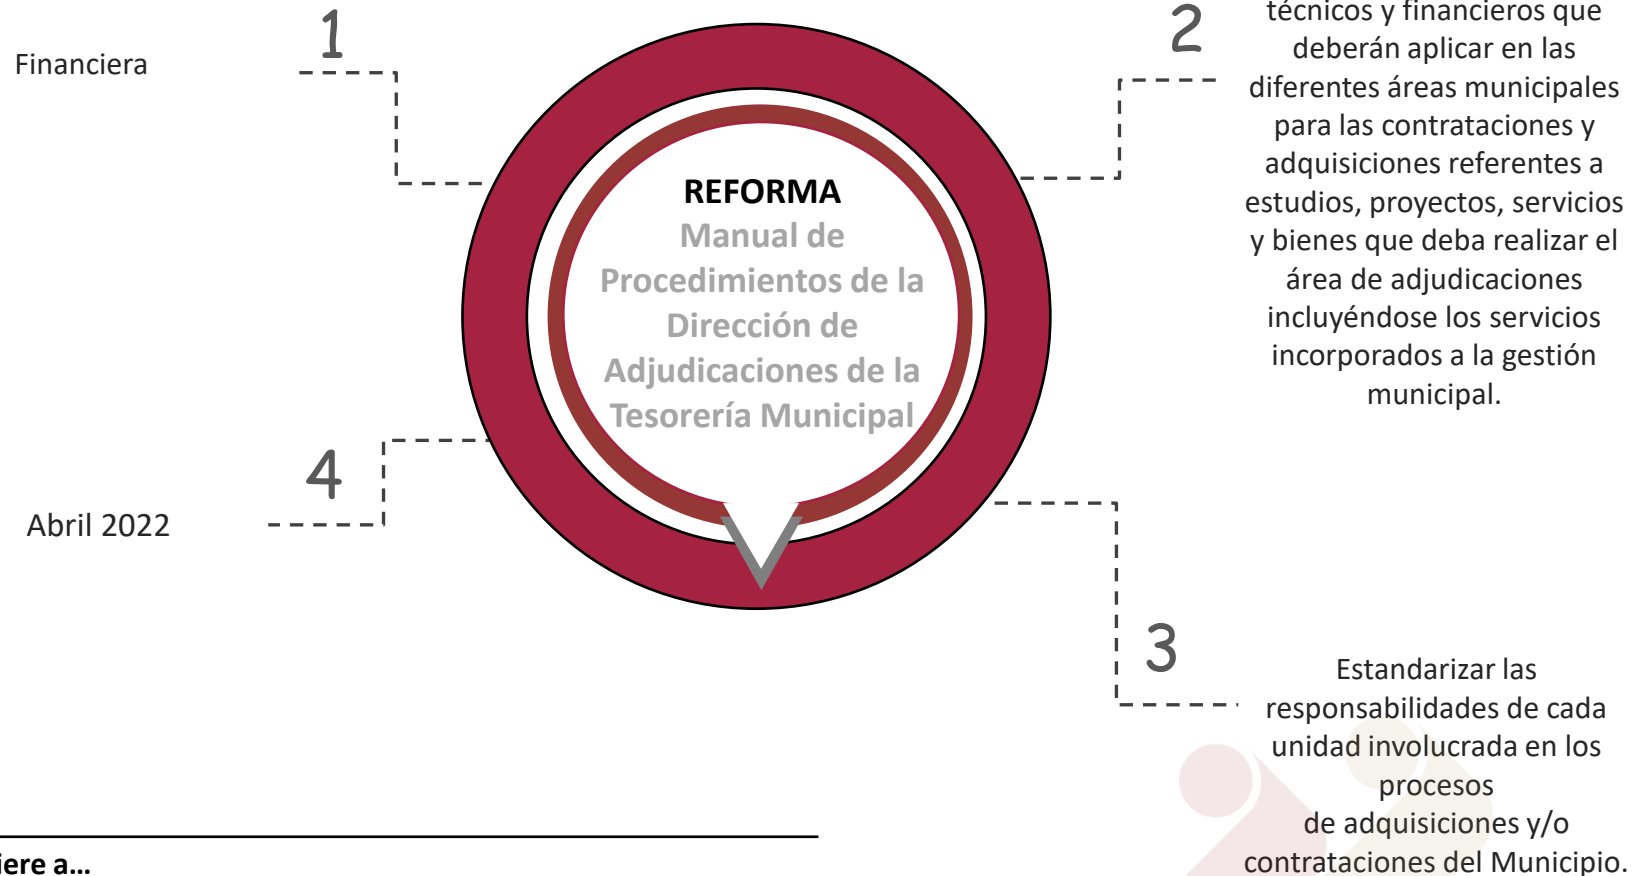 1
Financiera
2
técnicos y financieros que
deberán aplicar en las
diferentes áreas municipales
para las contrataciones y
adquisiciones referentes a
estudios, proyectos, servicios
y bienes que deba realizar el
área de adjudicaciones
incluyéndose los servicios
incorporados a la gestión
municipal.
REFORMA
Manual de
Procedimientos de la
Dirección de
Adjudicaciones de la
Tesorería Municipal
4
Abril 2022
3
Estandarizar las
responsabilidades de cada
unidad involucrada en los
procesos
de adquisiciones y/o
contrataciones del Municipio.
iere a...